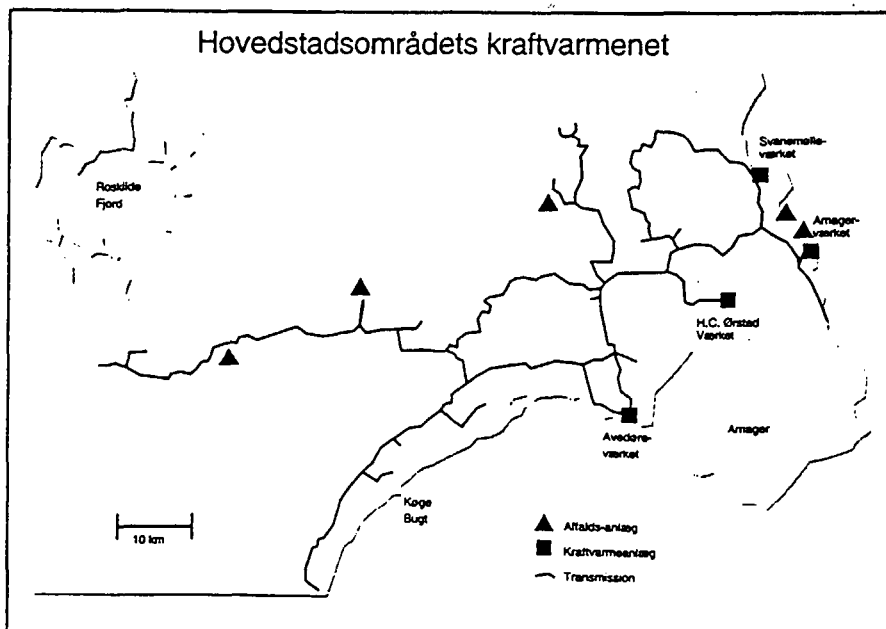 Hovedstadsområdets kraftvarmenet
Roskilde
Fjord
Svanemølle-
værket
Amager-
værket
H.C. Ørsted
Værket
Avedøre-
værket
Amager
Køge
Bugt
10 km
Affalds-anlæg
Kraftvarmeanlæg
Transmission